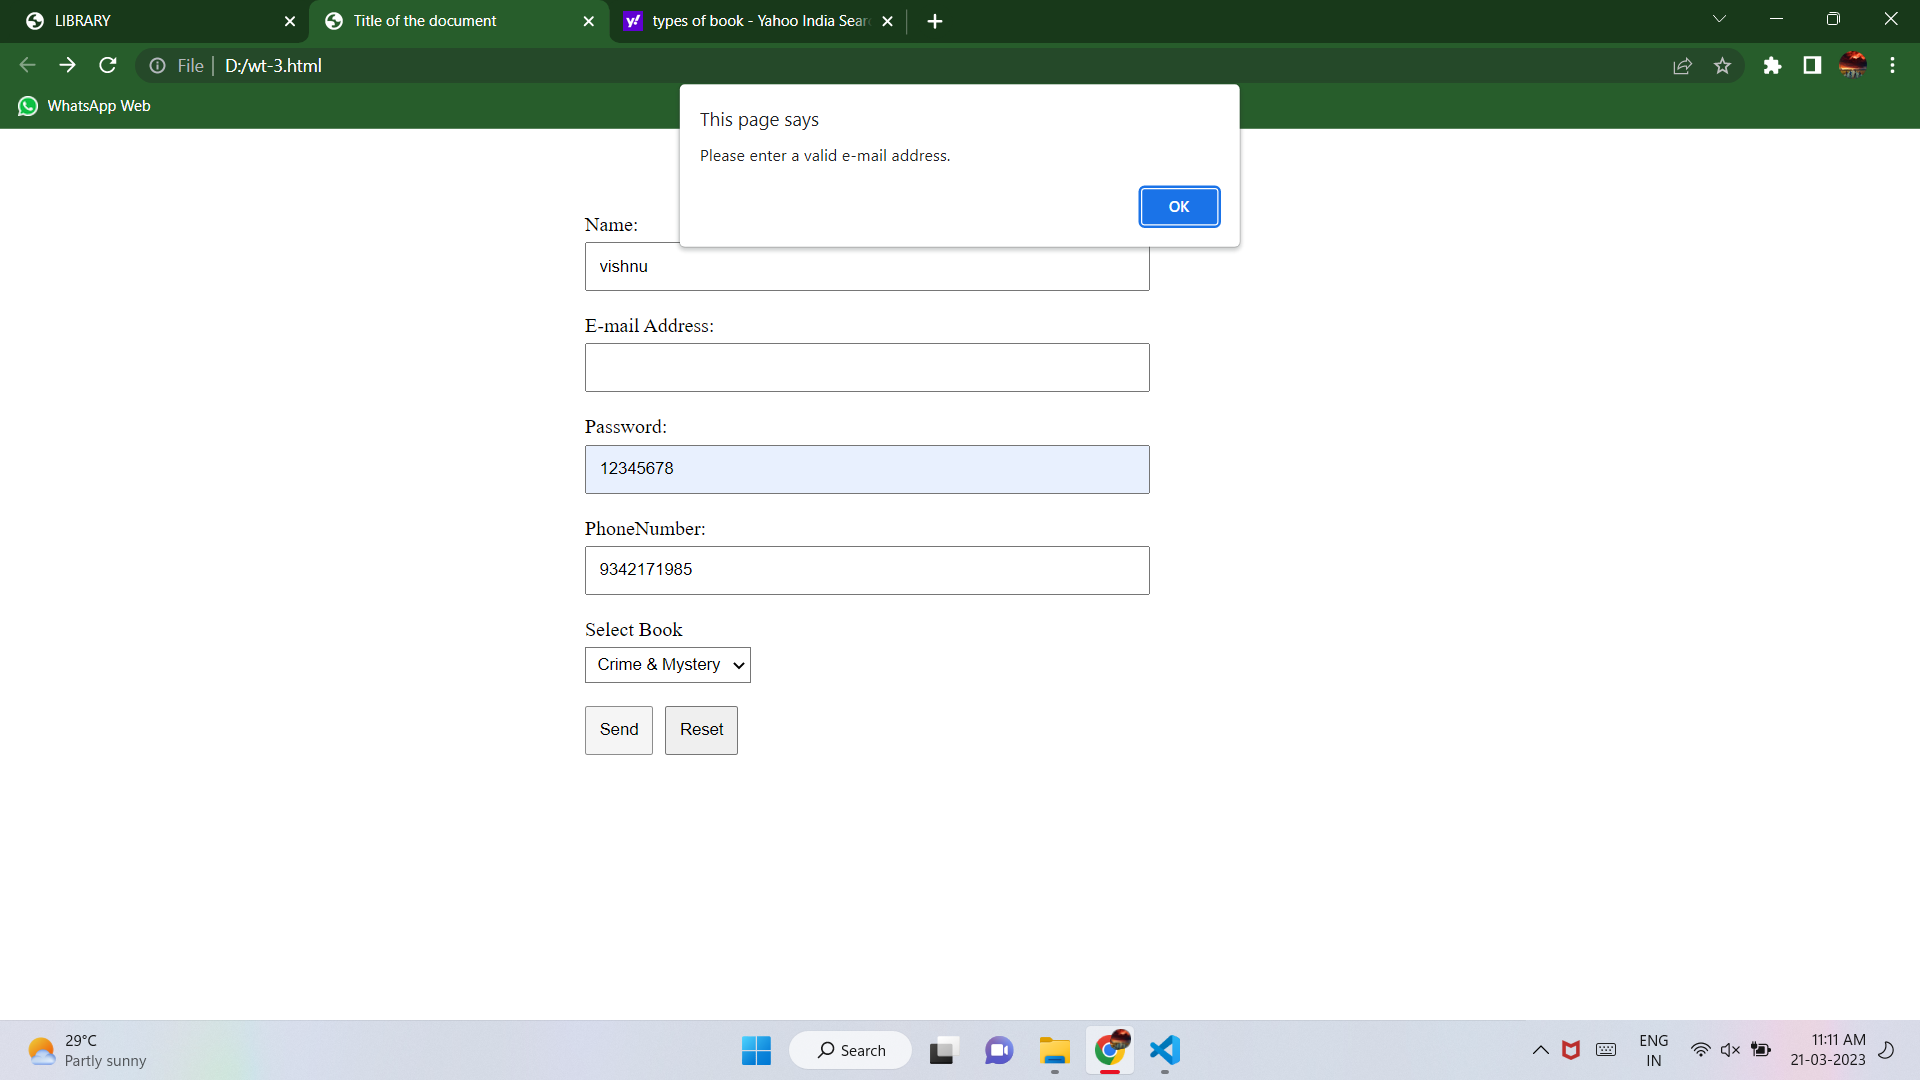 LIBRARY
Title of the document
types of book - Yahoo India Sear
File
D:/wt-3.html
WhatsApp Web
This page says
Please enter a valid e-mail address.
OK
Name:
vishnu
E-mail Address:
Password:
12345678
PhoneNumber:
9342171985
Select Book
Crime & Mystery
Send
Reset
29°C
Partly sunny
Search
ENG
IN
11:11 AM
21-03-2023